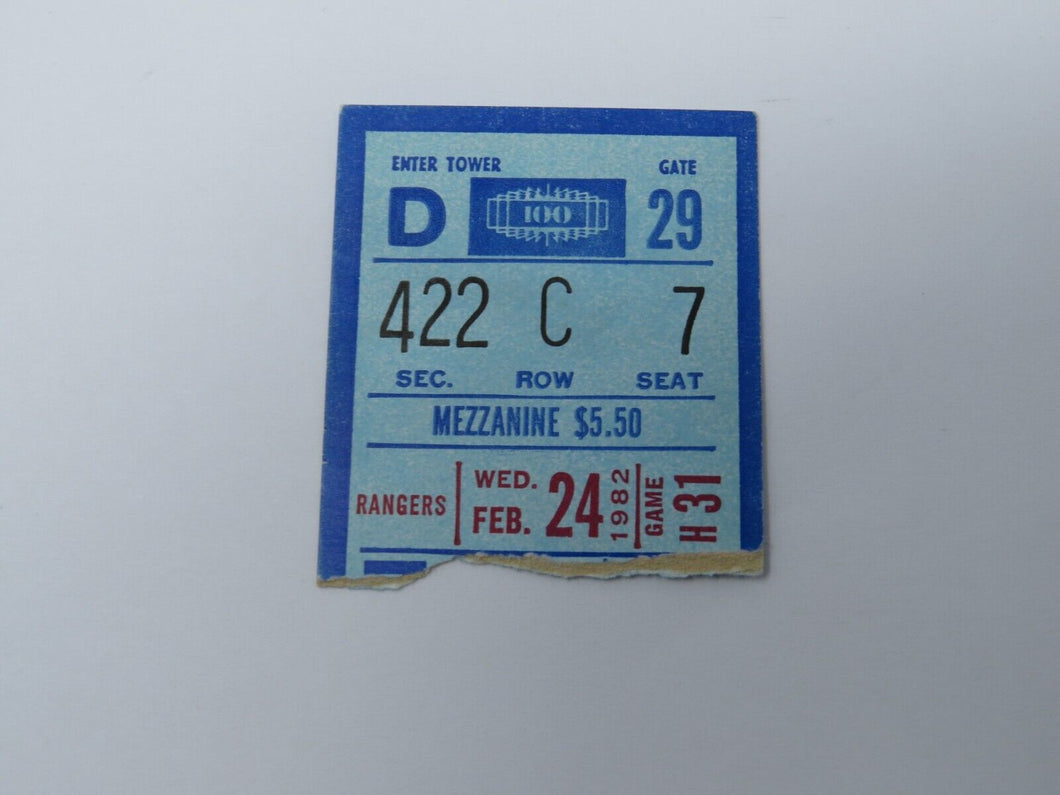 ENTER TOWER GATE
D 100 29
422 C 7
SEC. ROW SEAT
MEZZANINE $5.50
RANGERS
WED.
FEB. 24
1982
GAME
H 31